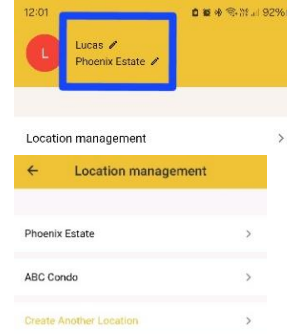 12:01 92%
L
Lucas
Phoenix Estate
Location management
Location management
Phoenix Estate
ABC Condo
Create Another Location